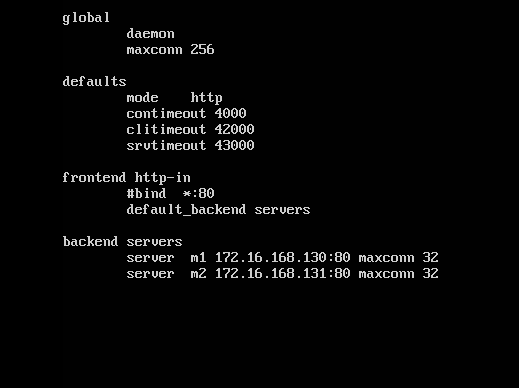 global
        daemon
        maxconn 256

defaults
        mode    http
        contimeout 4000
        clitimeout 42000
        srvtimeout 43000

frontend http-in
        #bind  *:80
        default_backend servers

backend servers
        server  m1 172.16.168.130:80 maxconn 32
        server  m2 172.16.168.131:80 maxconn 32